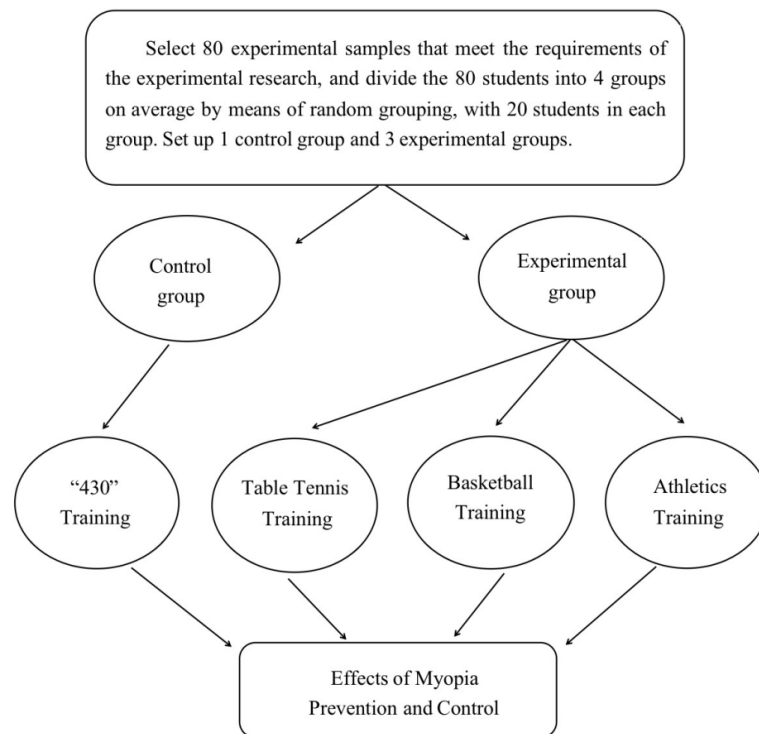 Select 80 experimental samples that meet the requirements of
the experimental research, and divide the 80 students into 4 groups
on average by means of random grouping, with 20 students in each
group. Set up 1 control group and 3 experimental groups.
Control
group
Experimental
group
“430”
Training
Table Tennis
Training
Basketball
Training
Athletics
Training
Effects of Myopia
Prevention and Control